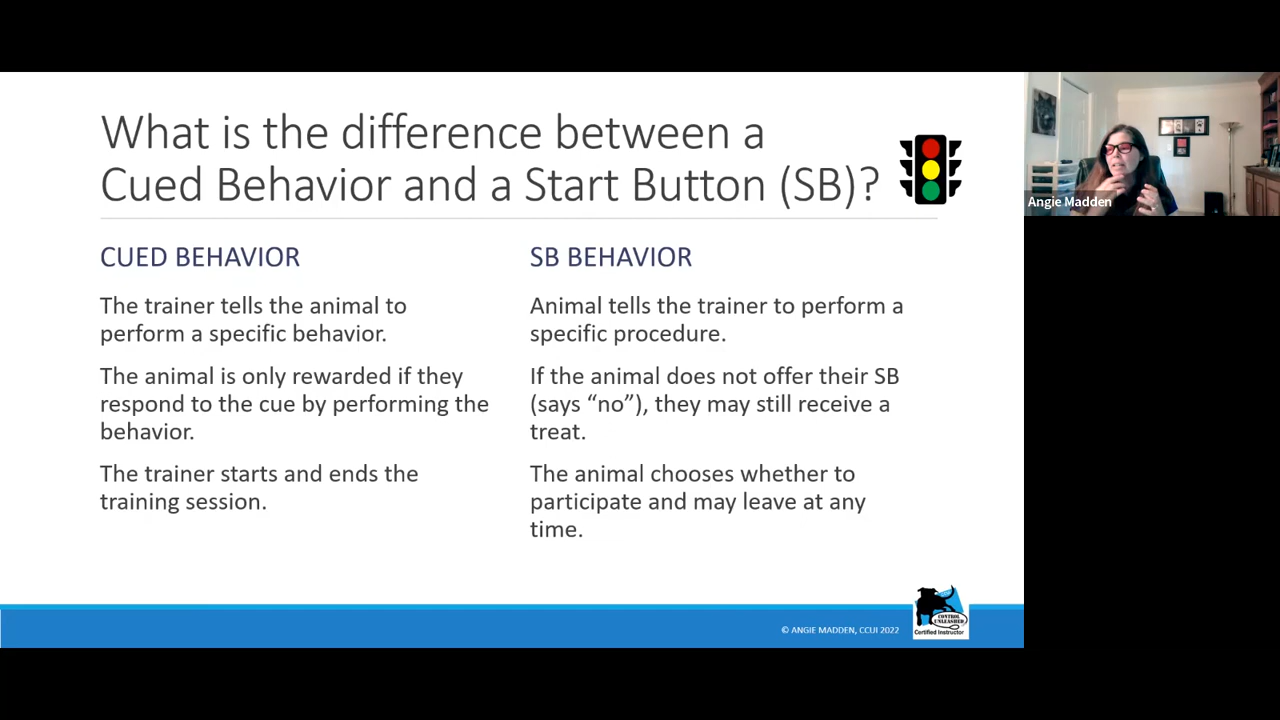 What is the difference between a
Cued Behavior and a Start Button (SB)?
CUED BEHAVIOR
The trainer tells the animal to
perform a specific behavior.
The animal is only rewarded if they
respond to the cue by performing the
behavior.
The trainer starts and ends the
training session.
SB BEHAVIOR
Animal tells the trainer to perform a
specific procedure.
If the animal does not offer their SB
(says “no”), they may still receive a
treat.
The animal chooses whether to
participate and may leave at any
time.
© ANGIE MADDEN, CCUI 2022
CONTROL
UNLEASHED
Certified Instructor
Angie Madden